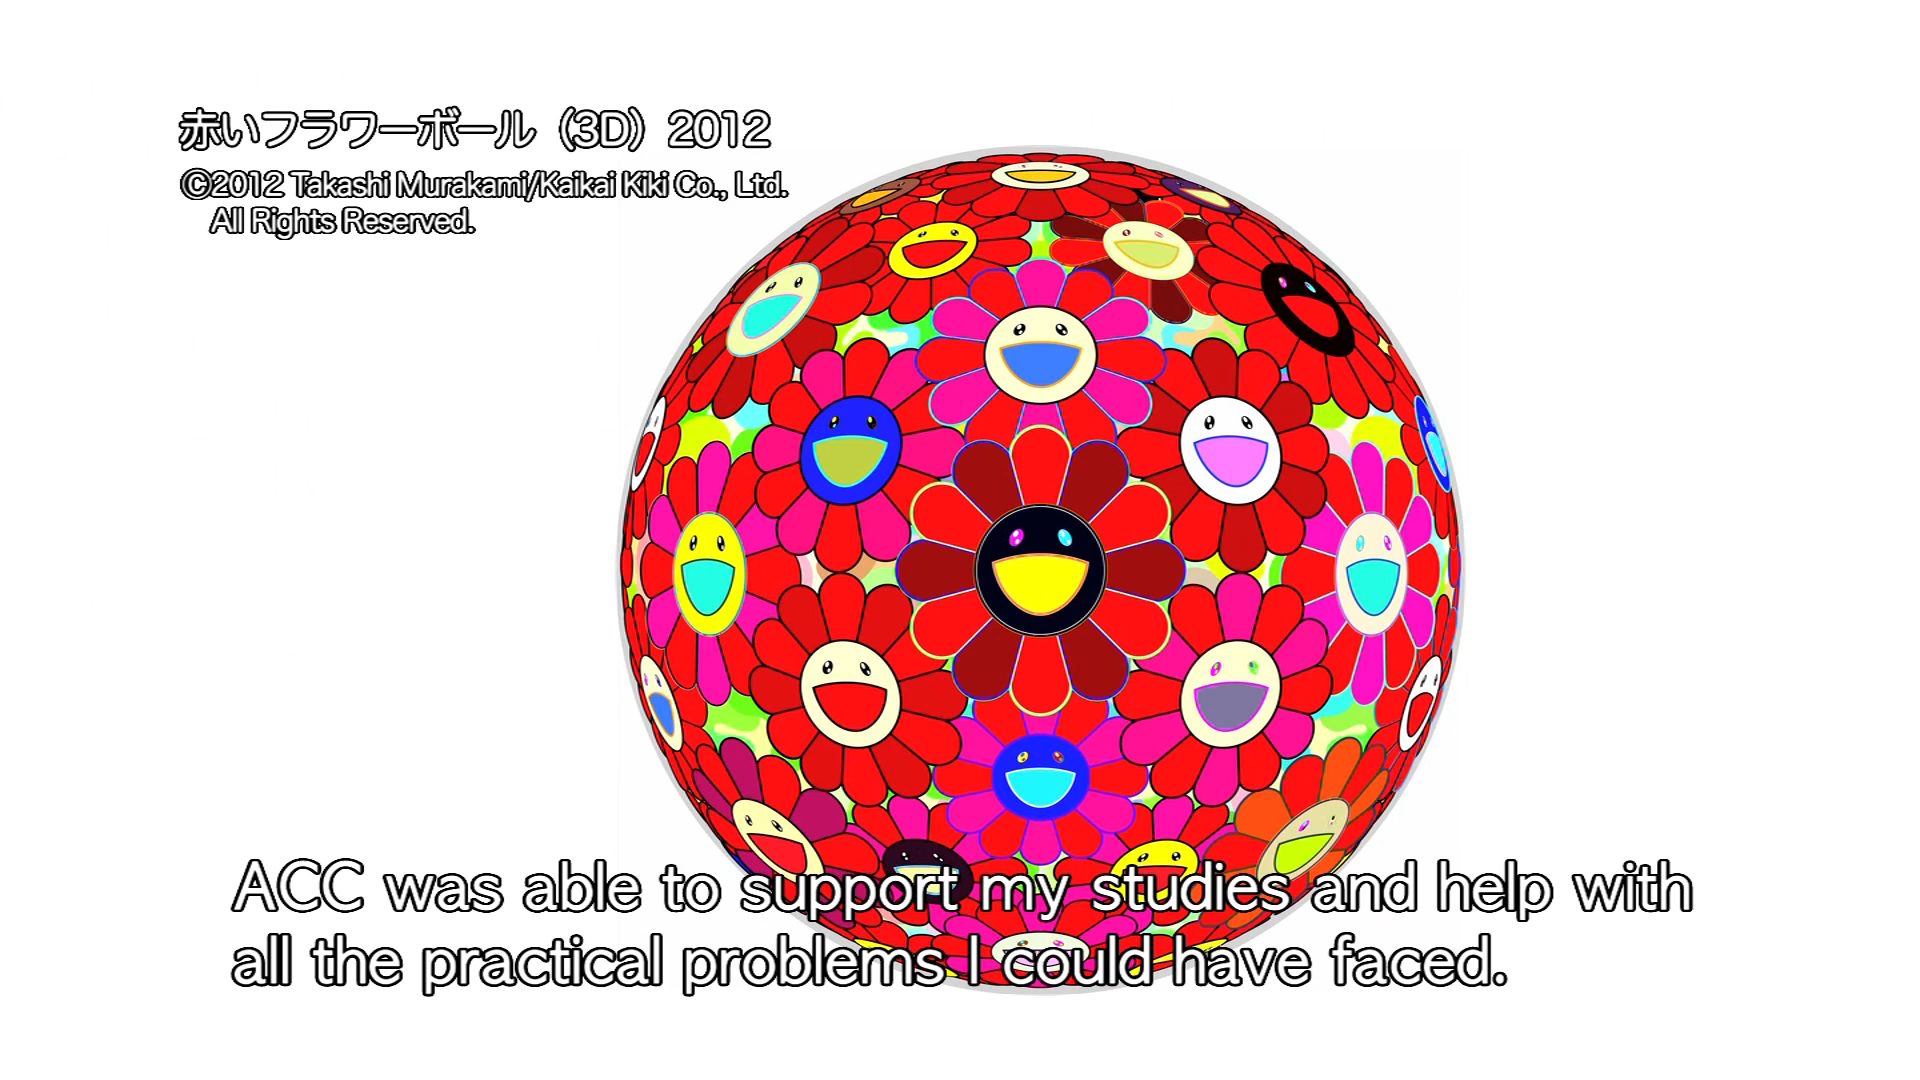 赤いフラワーボール（3D）2012
©2012 Takashi Murakami/Kaikai Kiki Co., Ltd.
All Rights Reserved.
ACC was able to support my studies and help with
all the practical problems I could have faced.